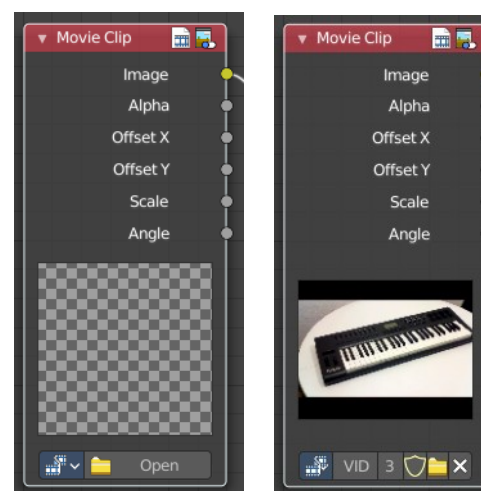 Movie Clip
Image
Alpha
Offset X
Offset Y
Scale
Angle
Open
Movie Clip
Image
Alpha
Offset X
Offset Y
Scale
Angle
VID 3